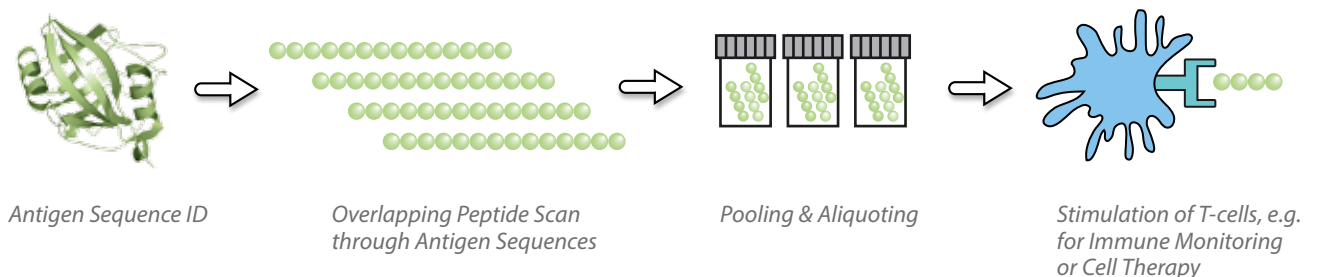 Antigen Sequence ID
Overlapping Peptide Scan
through Antigen Sequences
Pooling & Aliquoting
Stimulation of T-cells, e.g.
for Immune Monitoring
or Cell Therapy